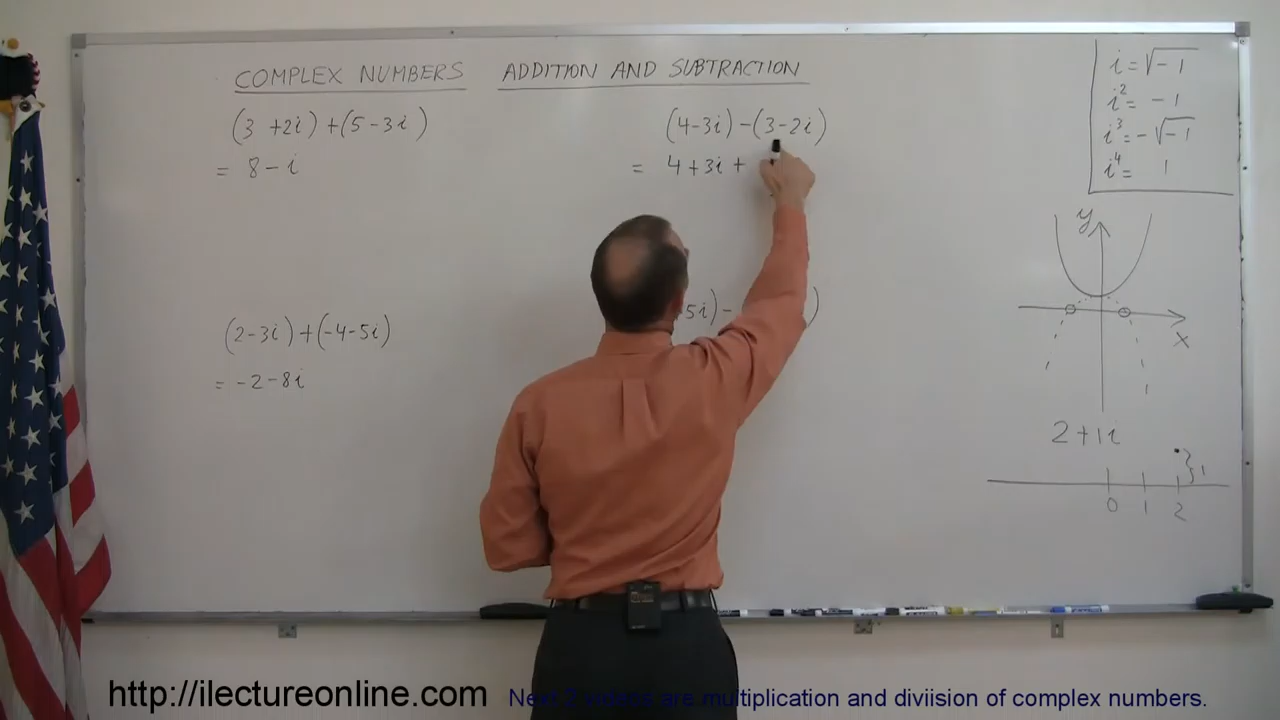 COMPLEX NUMBERS ADDITION AND SUBTRACTION
(3 +2i) +(5-3i)
= 8-i
(2-3i)+(-4-5i)
= -2-8i
(4-3i)-(3-2i)
= 4+3i+
5i)-
)
i=√-1
i²= -1
i³=-√-1
i⁴= 1
y
x
2+1i
1
0 1 2
http://ilectureonline.com
2 videos are multiplication and diviision of complex numbers.